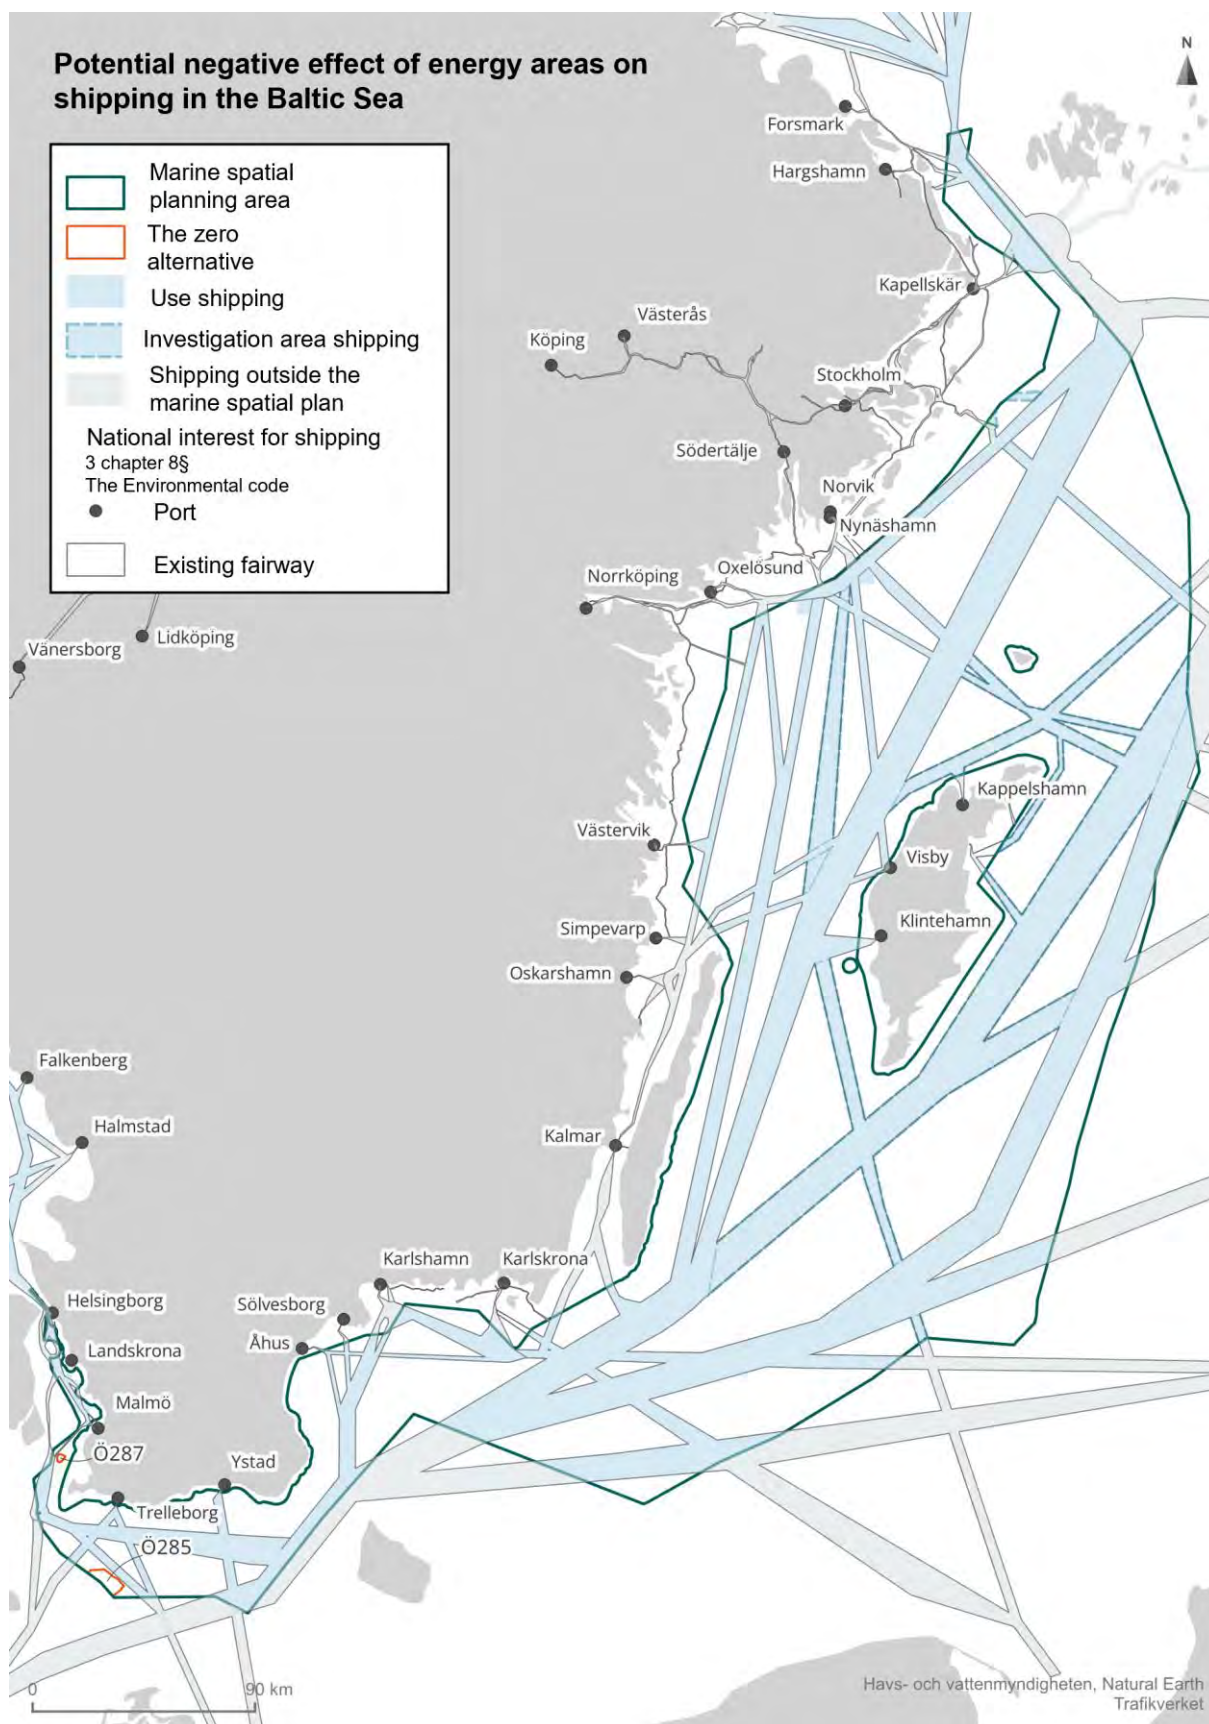 Potential negative effect of energy areas on
shipping in the Baltic Sea
Marine spatial
planning area
The zero
alternative
Use shipping
Investigation area shipping
Shipping outside the
marine spatial plan
National interest for shipping
3 chapter 8§
The Environmental code
Port
Existing fairway
N
Forsmark
Hargshamn
Kapellskär
Västerås
Köping
Stockholm
Södertälje
Norvik
Nynäshamn
Oxelösund
Norrköping
Lidköping
Vänersborg
Kappelshamn
Västervik
Visby
Klintehamn
Simpevarp
Oskarshamn
Falkenberg
Halmstad
Kalmar
Karlshamn
Karlskrona
Helsingborg
Sölvesborg
Åhus
Landskrona
Malmö
Ö287
Ystad
Trelleborg
Ö285
0
90 km
Havs- och vattenmyndigheten, Natural Earth
Trafikverket